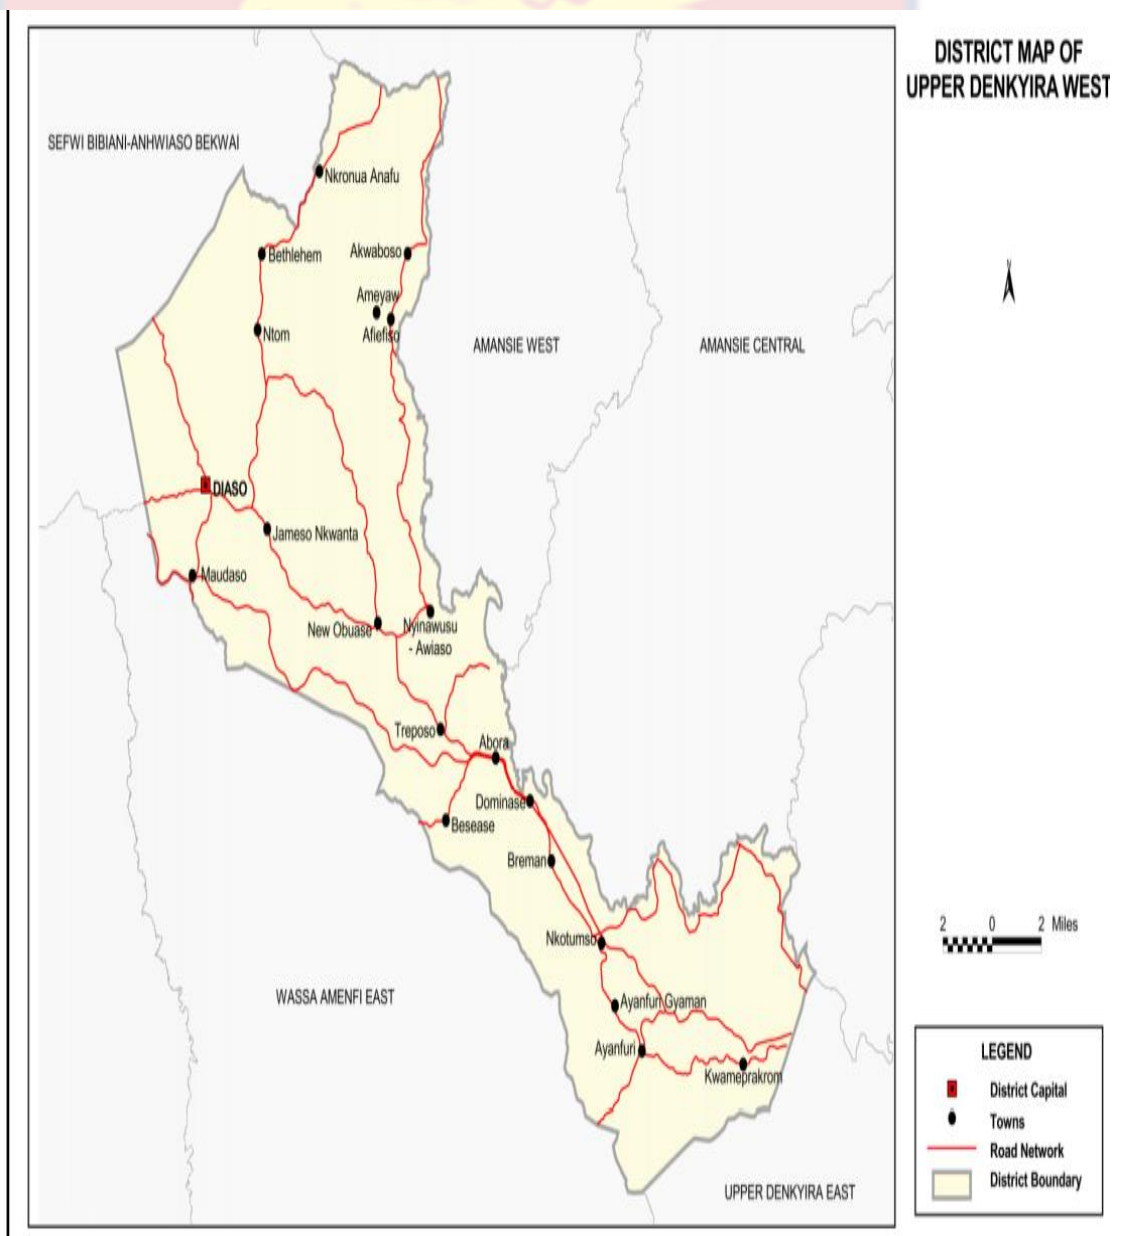 DISTRICT MAP OF
UPPER DENKYIRA WEST
SEFWI BIBIANI-ANHWIASO BEKWAI
Nkronua Anafu
Bethlehem
Akwaboso
Ameyaw
Ntom
Afiefiso
AMANSIE WEST
AMANSIE CENTRAL
N
DIASO
Jameso Nkwanta
Maudaso
New Obuase
Nyinawusu
- Awiaso
Treposo
Abora
Dominase
Besease
Breman
Nkotumso
2 0 2 Miles
WASSA AMENFI EAST
Ayanfuri Gyaman
Ayanfuri
Kwameprakrom
UPPER DENKYIRA EAST
LEGEND
District Capital
Towns
Road Network
District Boundary